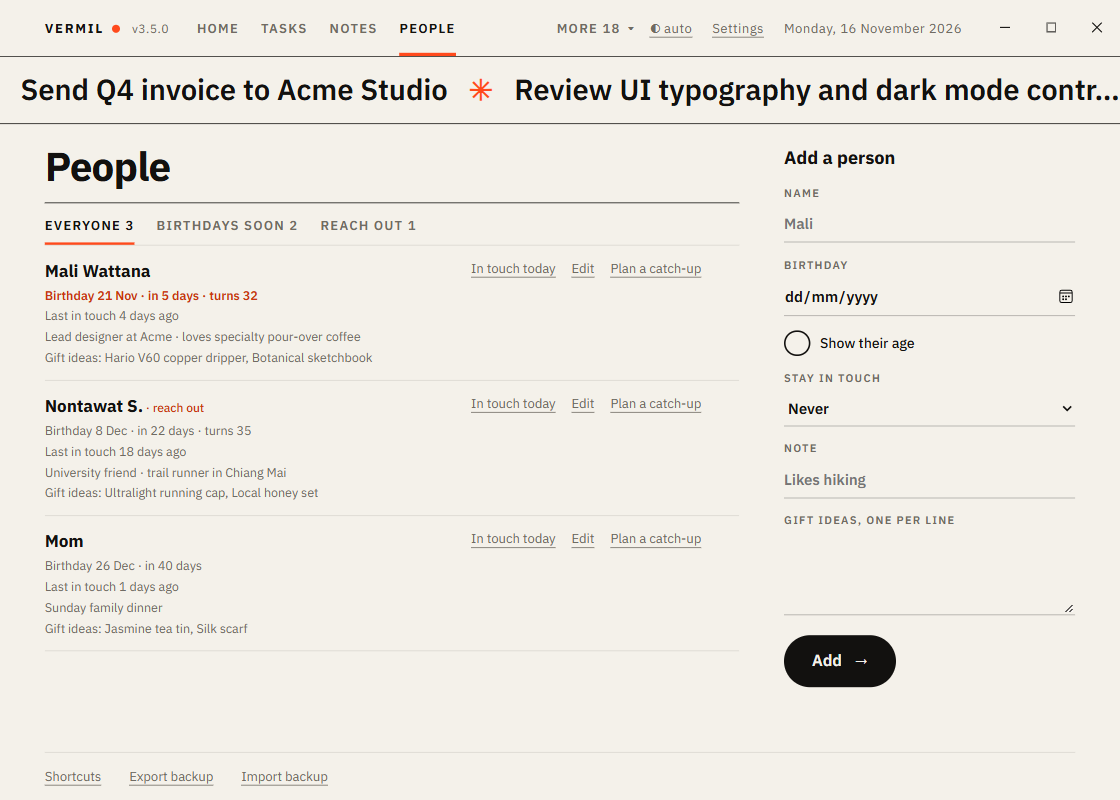 VERMIL v3.5.0 HOME TASKS NOTES PEOPLE MORE 18 auto Settings Monday, 16 November 2026
Send Q4 invoice to Acme Studio ✳ Review UI typography and dark mode contr...
People
EVERYONE 3 BIRTHDAYS SOON 2 REACH OUT 1
Mali Wattana In touch today Edit Plan a catch-up
Birthday 21 Nov · in 5 days · turns 32
Last in touch 4 days ago
Lead designer at Acme · loves specialty pour-over coffee
Gift ideas: Hario V60 copper dripper, Botanical sketchbook
Nontawat S. · reach out In touch today Edit Plan a catch-up
Birthday 8 Dec · in 22 days · turns 35
Last in touch 18 days ago
University friend · trail runner in Chiang Mai
Gift ideas: Ultralight running cap, Local honey set
Mom In touch today Edit Plan a catch-up
Birthday 26 Dec · in 40 days
Last in touch 1 days ago
Sunday family dinner
Gift ideas: Jasmine tea tin, Silk scarf
Add a person
NAME
Mali
BIRTHDAY
dd/mm/yyyy
Show their age
STAY IN TOUCH
Never
NOTE
Likes hiking
GIFT IDEAS, ONE PER LINE
Add →
Shortcuts Export backup Import backup